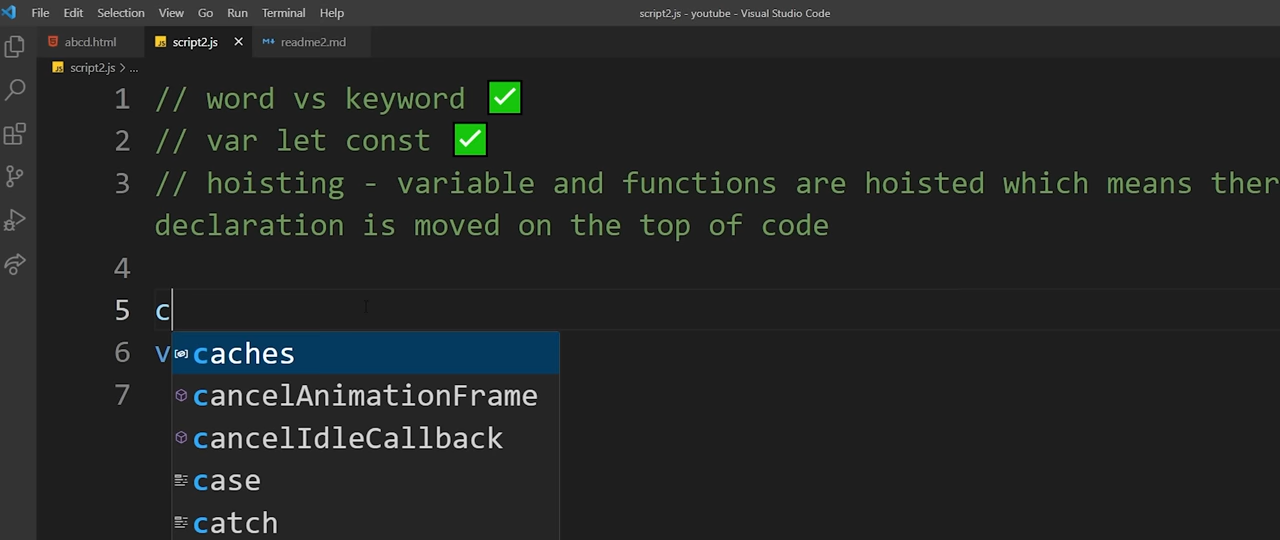 File Edit Selection View Go Run Terminal Help script2.js - youtube - Visual Studio Code
abcd.html script2.js readme2.md
script2.js > ...
1 // word vs keyword ✅
2 // var let const ✅
3 // hoisting - variable and functions are hoisted which means ther
declaration is moved on the top of code
4
5 c
6 v
caches
7
cancelAnimationFrame
cancelIdleCallback
case
catch